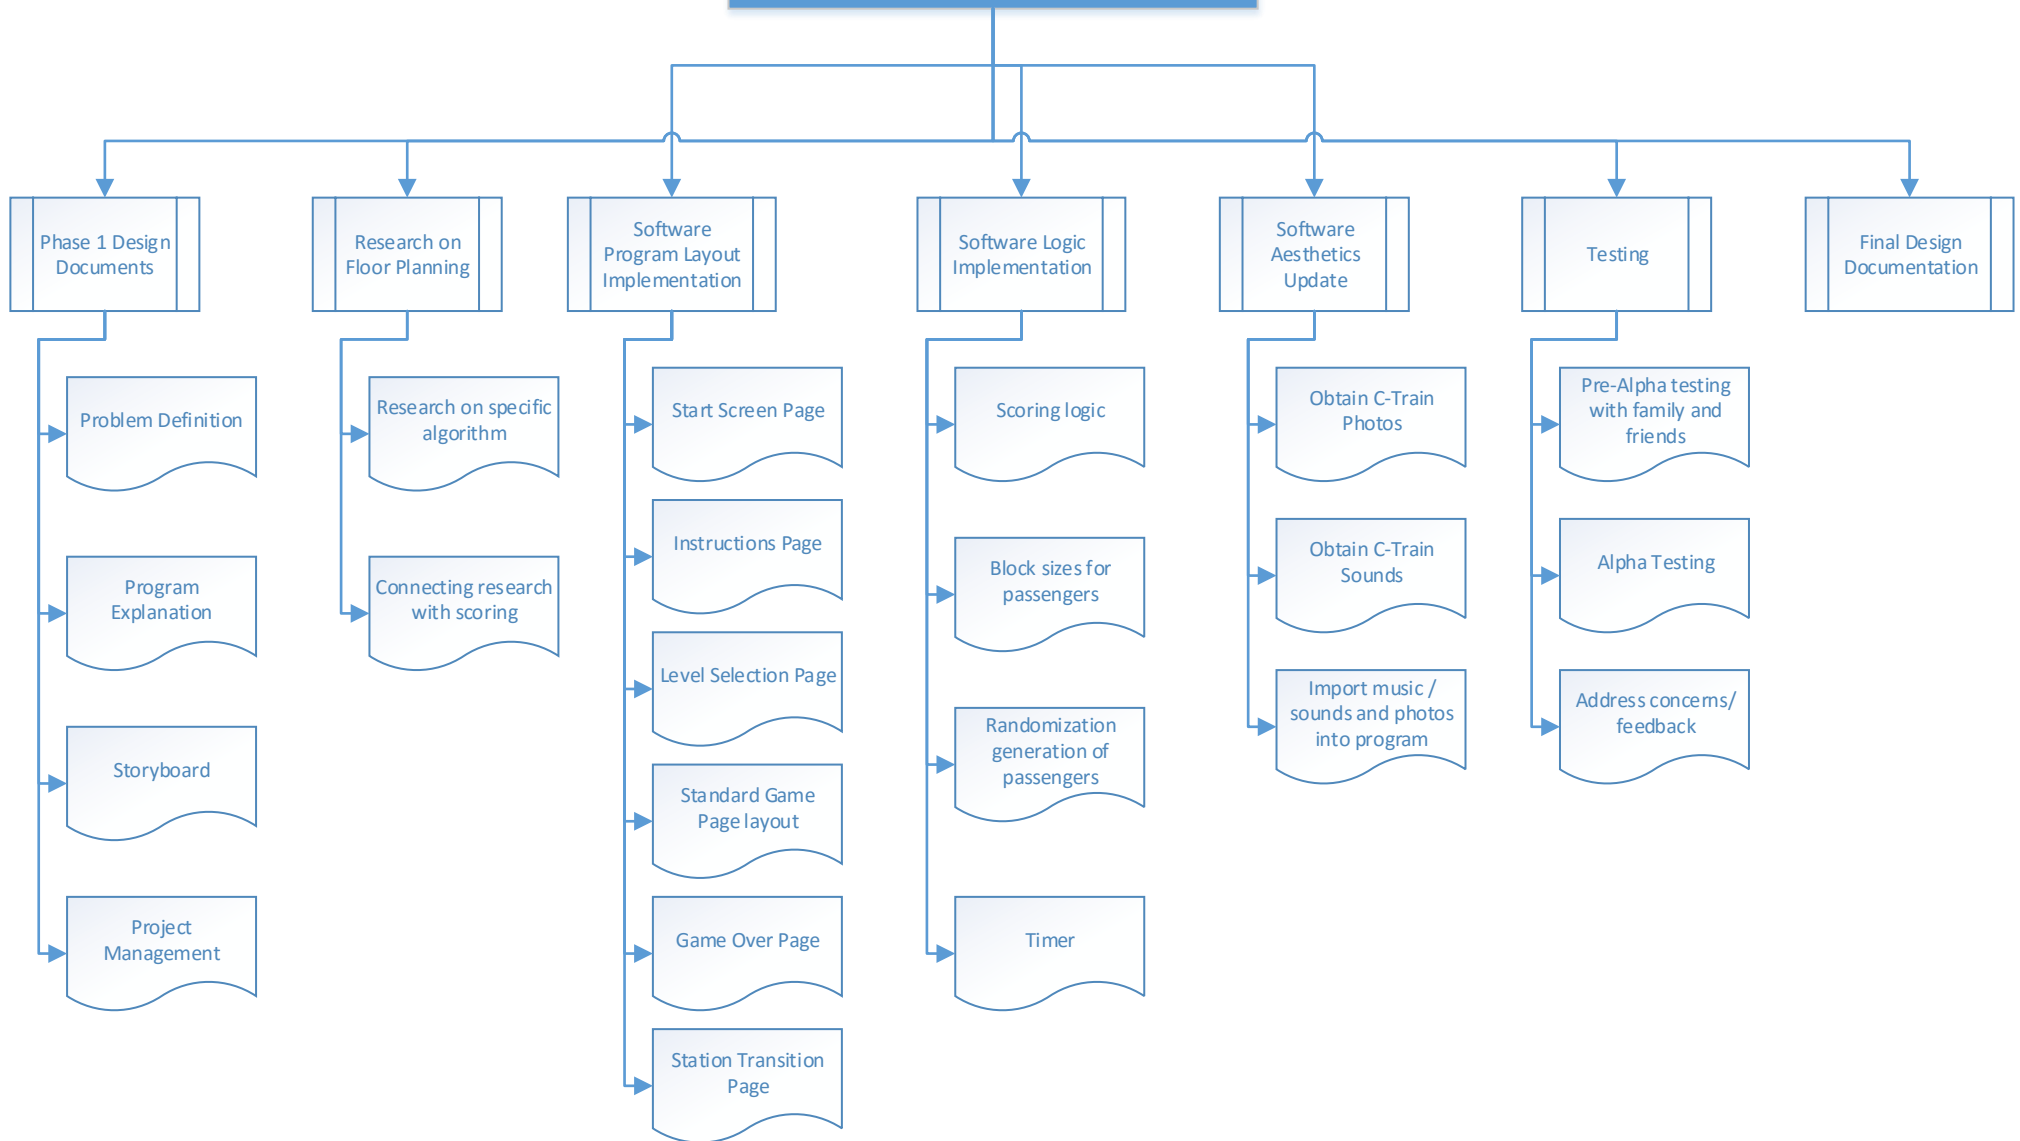 Phase 1 Design
Documents
Research on
Floor Planning
Software
Program Layout
Implementation
Software Logic
Implementation
Software
Aesthetics
Update
Testing
Final Design
Documentation
Problem Definition
Program
Explanation
Storyboard
Project
Management
Research on specific
algorithm
Connecting research
with scoring
Start Screen Page
Instructions Page
Level Selection Page
Standard Game
Page layout
Game Over Page
Station Transition
Page
Scoring logic
Block sizes for
passengers
Randomization
generation of
passengers
Timer
Obtain C-Train
Photos
Obtain C-Train
Sounds
Import music /
sounds and photos
into program
Pre-Alpha testing
with family and
friends
Alpha Testing
Address concerns/
feedback